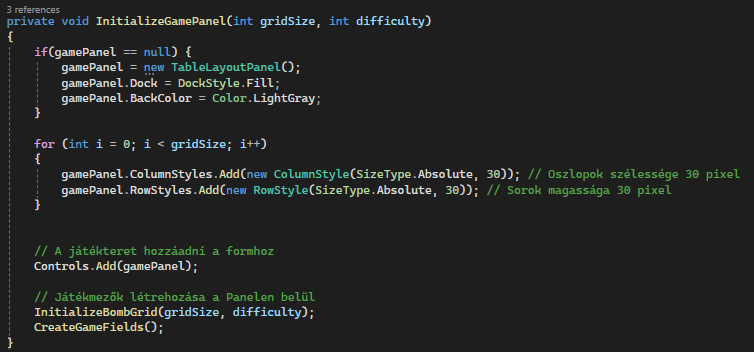 3 references
private void InitializeGamePanel(int gridSize, int difficulty)
{
    if(gamePanel == null) {
        gamePanel = new TableLayoutPanel();
        gamePanel.Dock = DockStyle.Fill;
        gamePanel.BackColor = Color.LightGray;
    }

    for (int i = 0; i < gridSize; i++)
    {
        gamePanel.ColumnStyles.Add(new ColumnStyle(SizeType.Absolute, 30)); // Oszlopok szélessége 30 pixel
        gamePanel.RowStyles.Add(new RowStyle(SizeType.Absolute, 30)); // Sorok magassága 30 pixel
    }


    // A játékteret hozzáadni a formhoz
    Controls.Add(gamePanel);

    // Játékmezők létrehozása a Panelen belül
    InitializeBombGrid(gridSize, difficulty);
    CreateGameFields();
}